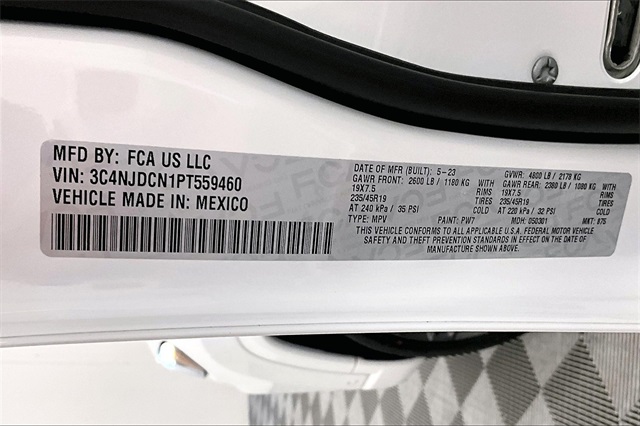 MFD BY: FCA US LLC
VIN: 3C4NJDCN1PT559460
VEHICLE MADE IN: MEXICO
DATE OF MFR (BUILT): 5-23 GVWR: 4800 LB / 2178 KG
GAWR FRONT: 2600 LB / 1180 KG WITH GAWR REAR: 2380 LB / 1080 KG WITH
19X7.5 RIMS 19X7.5 RIMS
235/45R19 TIRES 235/45R19 TIRES
AT 240 kPa / 35 PSI COLD AT 220 kPa / 32 PSI COLD
TYPE: MPV PAINT: PW7 MDH: 050301 MKT: 875
THIS VEHICLE CONFORMS TO ALL APPLICABLE U.S.A. FEDERAL MOTOR VEHICLE
SAFETY AND THEFT PREVENTION STANDARDS IN EFFECT ON THE DATE OF
MANUFACTURE SHOWN ABOVE.